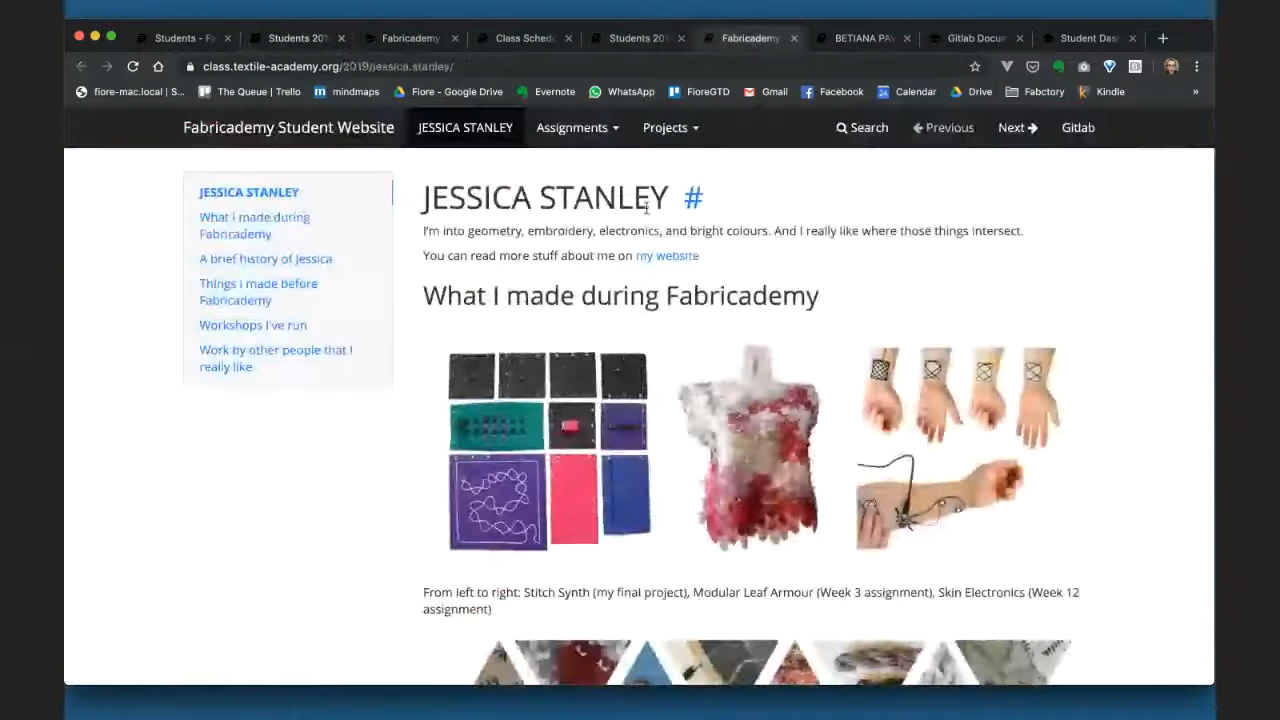 Students - Fa
Students 201
Fabricademy
Class Schedu
Students 201
Fabricademy
BETIANA PAV
Gitlab Docum
Student Dash
class.textile-academy.org/2019/jessica.stanley/
fiore-mac.local | S...
The Queue | Trello
mindmaps
Fiore - Google Drive
Evernote
WhatsApp
FioreGTD
Gmail
Facebook
Calendar
Drive
Fabctory
Kindle
»
Fabricademy Student Website
JESSICA STANLEY
Assignments
Projects
Search
Previous
Next
Gitlab
JESSICA STANLEY
What I made during
Fabricademy
A brief history of Jessica
Things I made before
Fabricademy
Workshops I've run
Work by other people that I
really like
JESSICA STANLEY #
I'm into geometry, embroidery, electronics, and bright colours. And I really like where those things intersect.
You can read more stuff about me on my website
What I made during Fabricademy
From left to right: Stitch Synth (my final project), Modular Leaf Armour (Week 3 assignment), Skin Electronics (Week 12
assignment)